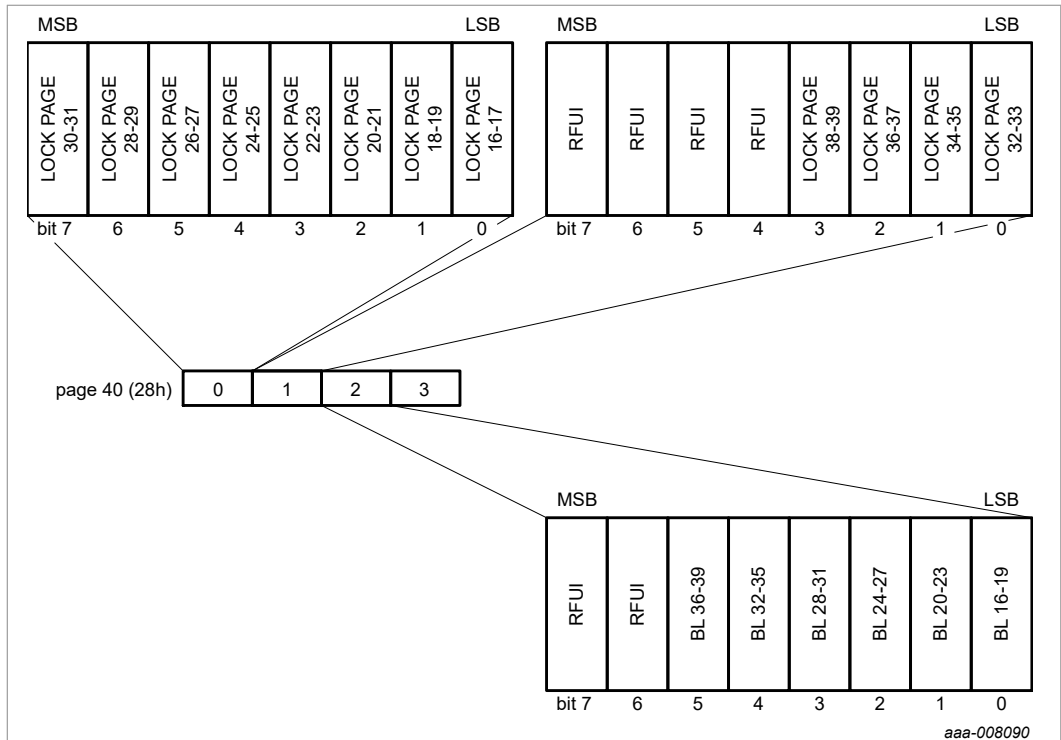 MSB LSB
LOCK PAGE 30-31
LOCK PAGE 28-29
LOCK PAGE 26-27
LOCK PAGE 24-25
LOCK PAGE 22-23
LOCK PAGE 20-21
LOCK PAGE 18-19
LOCK PAGE 16-17
bit 7 6 5 4 3 2 1 0
MSB LSB
RFUI
RFUI
RFUI
RFUI
LOCK PAGE 38-39
LOCK PAGE 36-37
LOCK PAGE 34-35
LOCK PAGE 32-33
bit 7 6 5 4 3 2 1 0
page 40 (28h) 0 1 2 3
MSB LSB
RFUI
RFUI
BL 36-39
BL 32-35
BL 28-31
BL 24-27
BL 20-23
BL 16-19
bit 7 6 5 4 3 2 1 0
aaa-008090